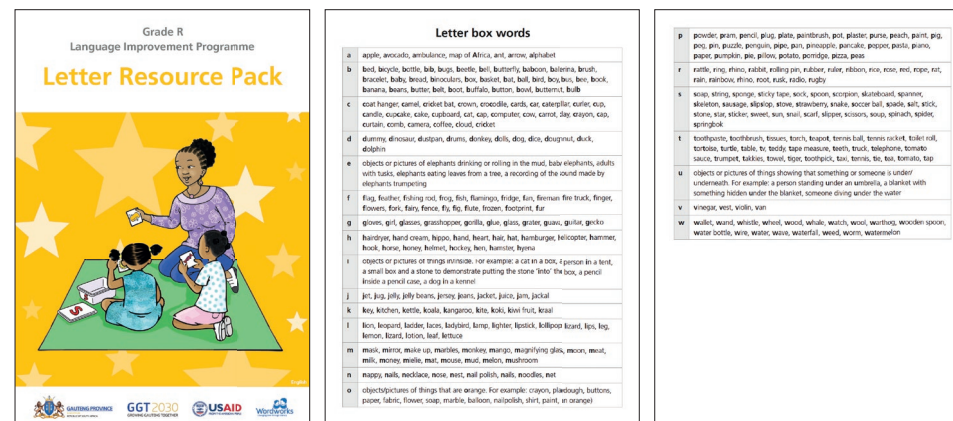 Grade R
Language Improvement Programme
Letter Resource Pack
English
GAUTENG PROVINCE
GGT 2030
GROWING GAUTENG TOGETHER
USAID
Wordworks
Letter box words
a apple, avocado, ambulance, map of Africa, ant, arrow, alphabet
b bed, bicycle, bottle, bib, bugs, beetle, bell, butterfly, baboon, balerina, brush,
bracelet, baby, bread, binoculars, box, basket, bat, ball, bird, boy, bus, bee, book,
banana, beans, butter, belt, boot, buffalo, button, bowl, butternut, bulb
c coat hanger, camel, cricket bat, crown, crocodile, cards, car, caterpillar, curler, cup,
candle, cupcake, cake, cupboard, cat, cap, computer, cow, carrot, day, crayon, cap,
curtain, comb, camera, coffee, cloud, cricket
d dummy, dinosaur, dustpan, drums, donkey, dolls, dog, dice, dougnut, duck,
dolphin
e objects or pictures of elephants drinking or rolling in the mud, baby elephants, adults
with tusks, elephants eating leaves from a tree, a recording of the sound made by
elephants trumpeting
f flag, feather, fishing rod, frog, fish, flamingo, fridge, fan, fireman fire truck, finger,
flowers, fork, fairy, fence, fly, fig, flute, frozen, footprint, fur
g gloves, girl, glasses, grasshopper, gorilla, glue, glass, grater, guava, guitar, gecko
h hairdryer, hand cream, hippo, hand, heart, hair, hat, hamburger, helicopter, hammer,
hook, horse, honey, helmet, hockey, hen, hamster, hyena
i objects or pictures of things in/inside. For example: a cat in a box, a person in a tent,
a small box and a stone to demonstrate putting the stone 'into' the box, a pencil
inside a pencil case, a dog in a kennel
j jet, jug, jelly, jelly beans, jersey, jeans, jacket, juice, jam, jackal
k key, kitchen, kettle, koala, kangaroo, kite, koki, kiwi fruit, kraal
l lion, leopard, ladder, laces, ladybird, lamp, lighter, lipstick, lollipop lizard, lips, leg,
lemon, lizard, lotion, leaf, lettuce
m mask, mirror, make up, marbles, monkey, mango, magnifying glass, moon, meat,
milk, money, mielie, mat, mouse, mud, melon, mushroom
n nappy, nails, necklace, nose, nest, nail polish, nails, noodles, net
o objects/pictures of things that are orange. For example: crayon, playdough, buttons,
paper, fabric, flower, soap, marble, balloon, nailpolish, shirt, paint, in orange)
p powder, pram, pencil, plug, plate, paintbrush, pot, plaster, purse, peach, paint, pig,
peg, pin, puzzle, penguin, pipe, pan, pineapple, pancake, pepper, pasta, piano,
paper, pumpkin, pie, pillow, potato, porridge, pizza, peas
r rattle, ring, rhino, rabbit, rolling pin, rubber, ruler, ribbon, rice, rose, red, rope, rat,
rain, rainbow, rhino, root, rusk, radio, rugby
s soap, string, sponge, sticky tape, sock, spoon, scorpion, skateboard, spanner,
skeleton, sausage, slipslop, stove, strawberry, snake, soccer ball, spade, salt, stick,
stone, star, sticker, sweet, sun, snail, scarf, slipper, scissors, soup, spinach, spider,
springbok
t toothpaste, toothbrush, tissues, torch, teapot, tennis ball, tennis racket, toilet roll,
tortoise, turtle, table, tv, teddy, tape measure, teeth, truck, telephone, tomato
sauce, trumpet, takkies, towel, tiger, toothpick, taxi, tennis, tie, tea, tomato, tap
u objects or pictures of things showing that something or someone is under/
underneath. For example: a person standing under an umbrella, a blanket with
something hidden under the blanket, someone diving under the water
v vinegar, vest, violin, van
w wallet, wand, whistle, wheel, wood, whale, watch, wool, warthog, wooden spoon,
water bottle, wire, water, wave, waterfall, weed, worm, watermelon